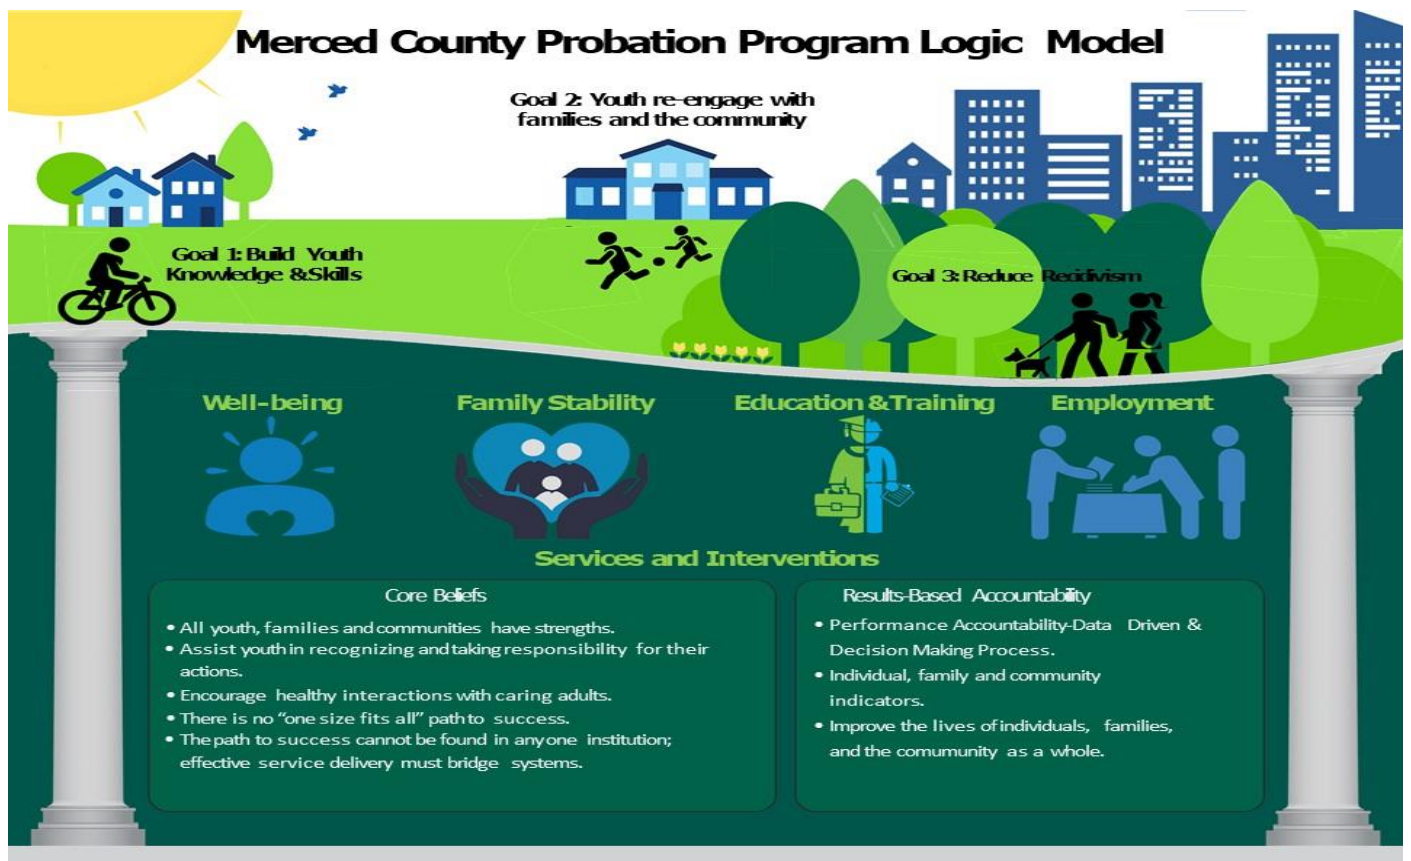 Merced County Probation Program Logic Model
Goal 2: Youth re-engage with
families and the community
Goal 1: Build Youth
Knowledge & Skills
Goal 3: Reduce Recidivism
Well-being
Family Stability
Education & Training
Employment
Services and Interventions
Core Beliefs
• All youth, families and communities have strengths.
• Assist youth in recognizing and taking responsibility for their
actions.
• Encourage healthy interactions with caring adults.
• There is no “one size fits all” path to success.
• The path to success cannot be found in anyone institution;
effective service delivery must bridge systems.
Results-Based Accountability
• Performance Accountability-Data Driven &
Decision Making Process.
• Individual, family and community
indicators.
• Improve the lives of individuals, families,
and the comumunity as a whole.